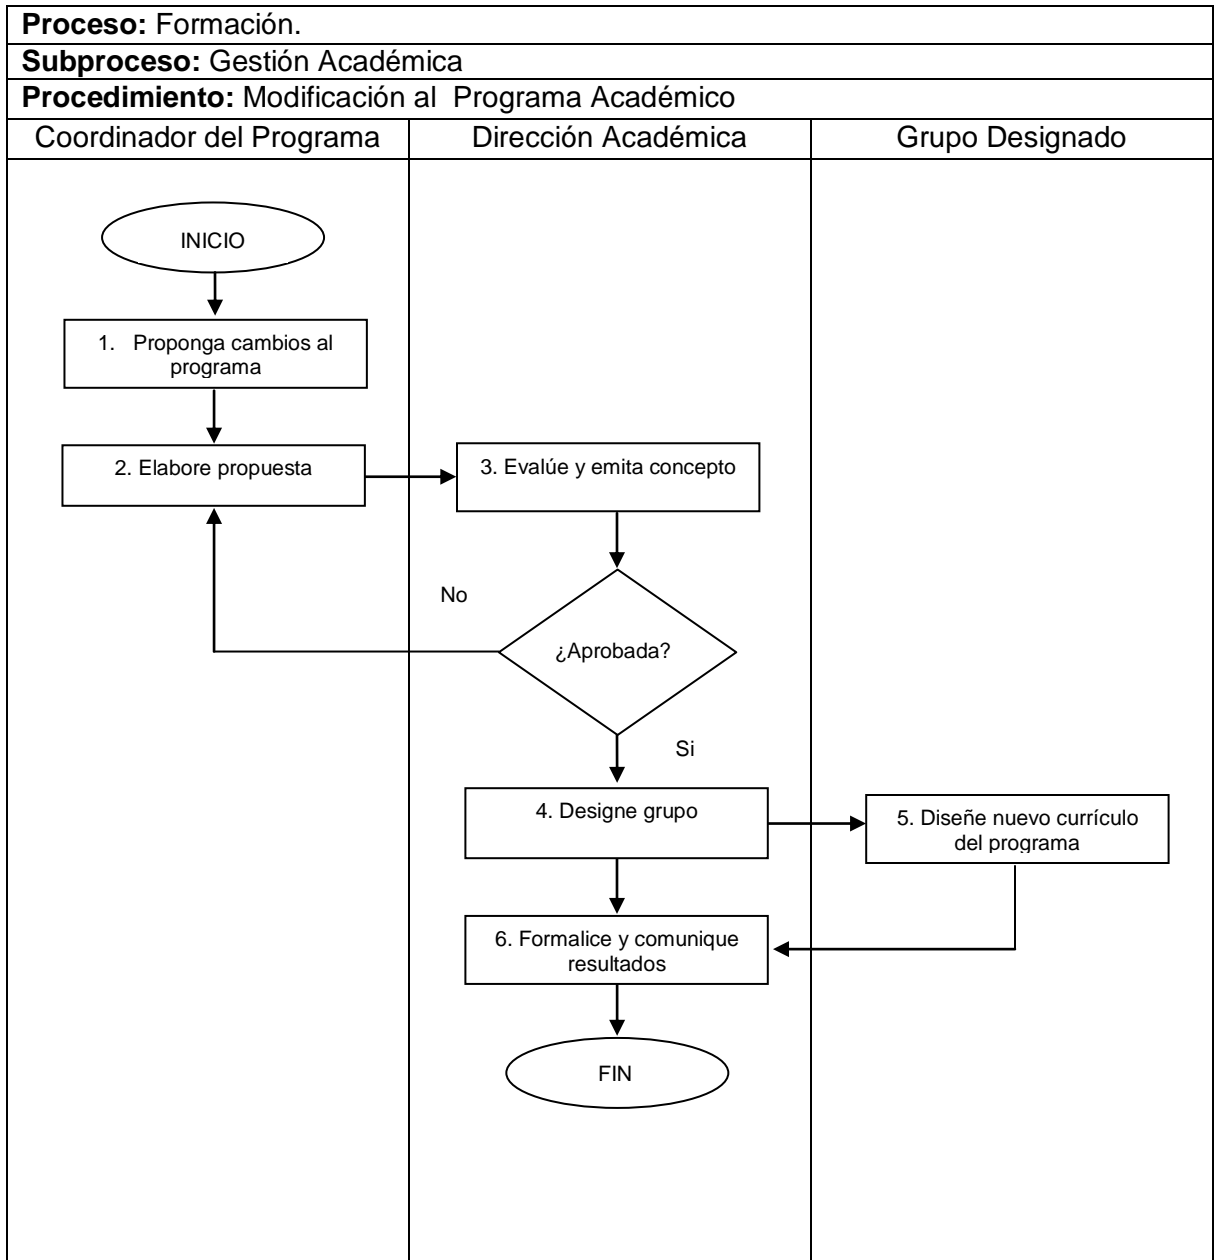 Proceso: Formación.
Subproceso: Gestión Académica
Procedimiento: Modificación al Programa Académico
Coordinador del Programa
Dirección Académica
Grupo Designado
INICIO
1. Proponga cambios al
programa
2. Elabore propuesta
3. Evalúe y emita concepto
No
¿Aprobada?
Si
4. Designe grupo
5. Diseñe nuevo currículo
del programa
6. Formalice y comunique
resultados
FIN